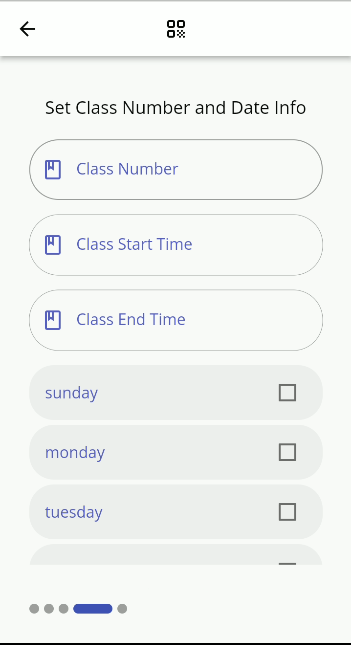 Set Class Number and Date Info
Class Number
Class Start Time
Class End Time
sunday
monday
tuesday